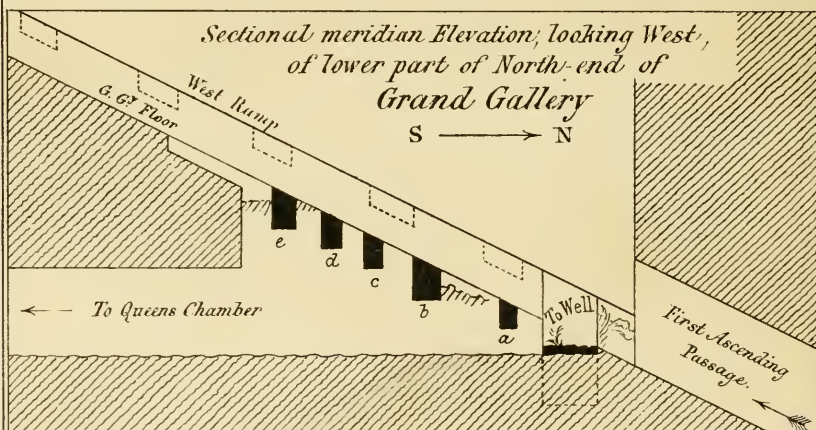 Sectional meridian Elevation, looking West,
of lower part of North-end of
Grand Gallery
S N
G. Gy Floor
West Ramp
e
d
c
b
a
To Well
To Queens Chamber
First Ascending
Passage.